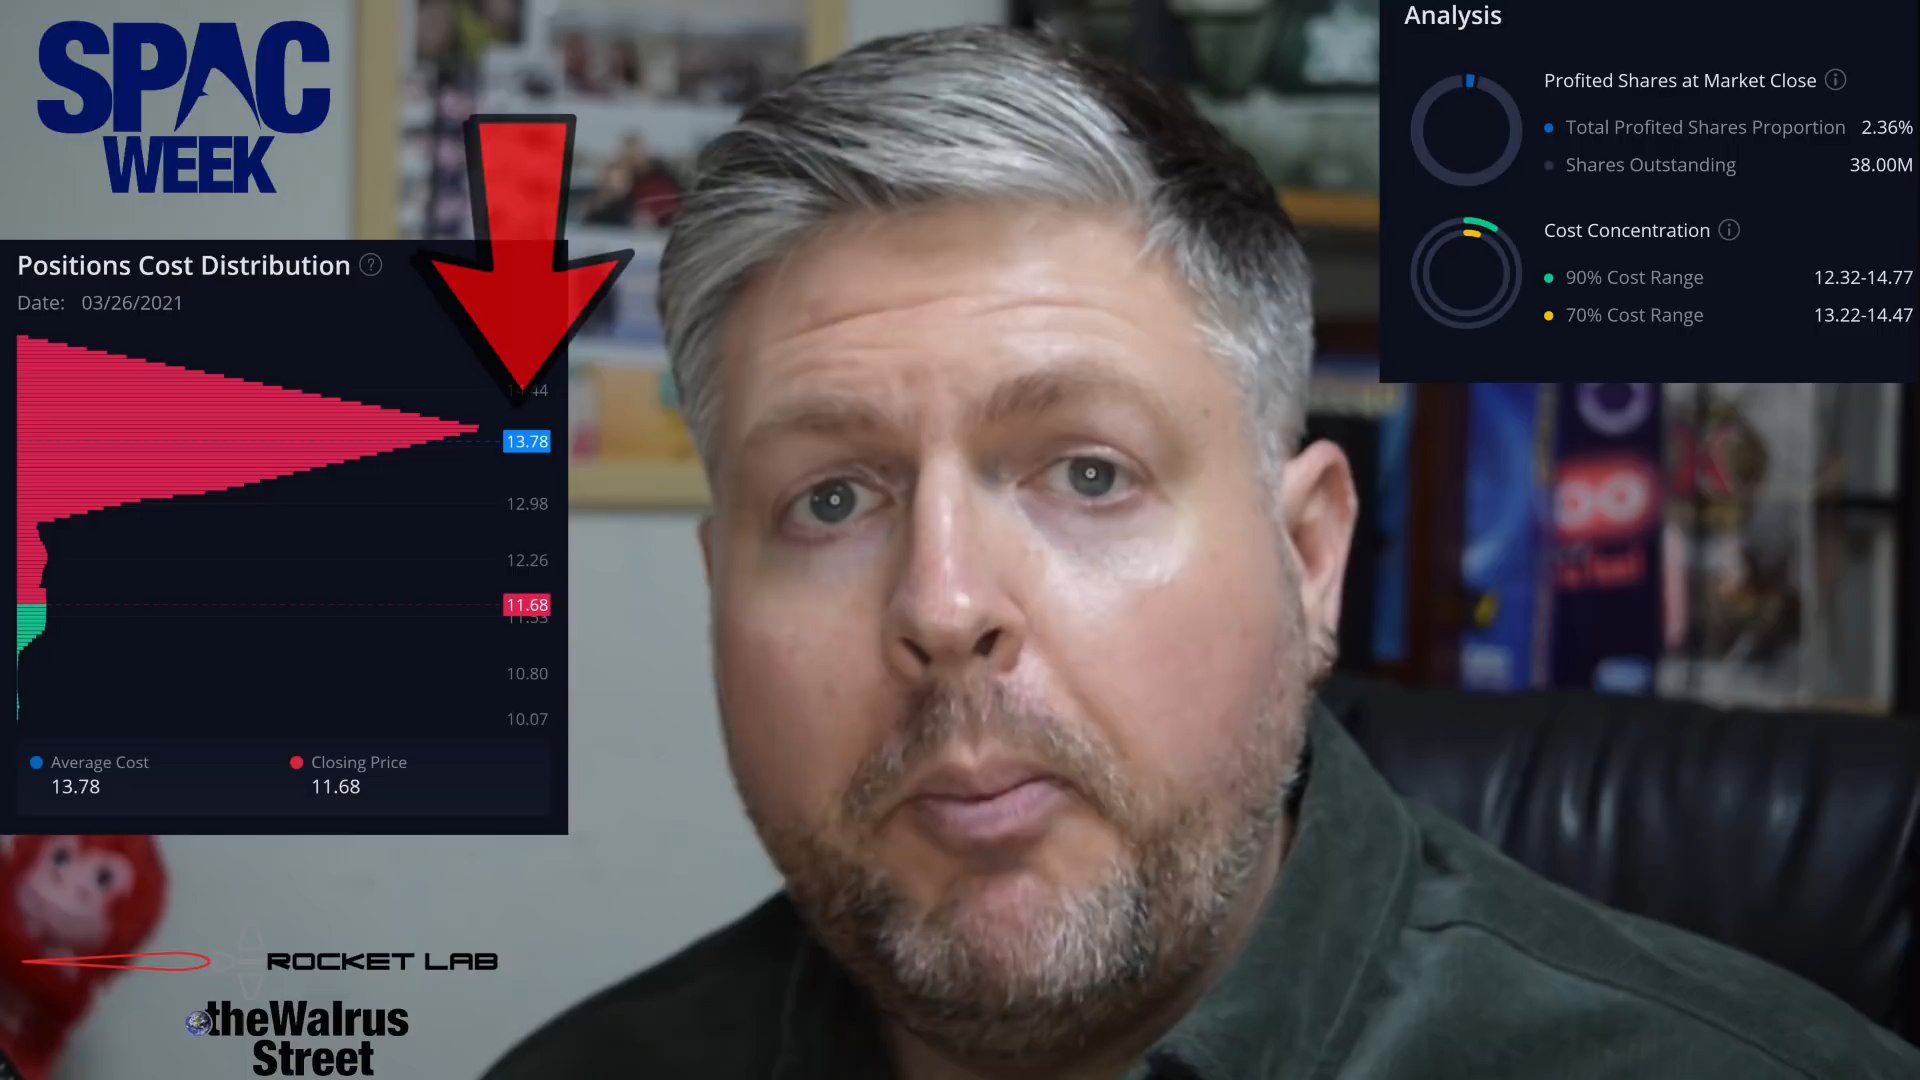 SPAC
WEEK
Positions Cost Distribution ?
Date: 03/26/2021
13.78
12.98
12.26
11.68
11.53
10.80
10.07
Average Cost
13.78
Closing Price
11.68
ROCKET LAB
theWalrus
Street
Analysis
Profited Shares at Market Close
Total Profited Shares Proportion 2.36%
Shares Outstanding 38.00M
Cost Concentration
90% Cost Range 12.32-14.77
70% Cost Range 13.22-14.47